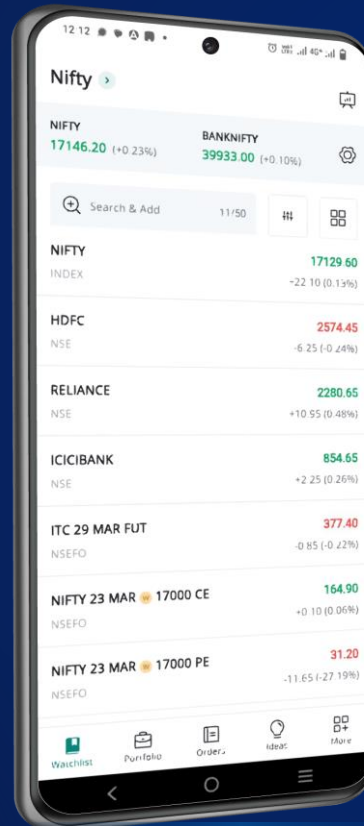 12 12
4G+
Nifty
NIFTY
17146.20 (+0.23%)
BANKNIFTY
39933.00 (+0.10%)
Search & Add
11/50
NIFTY
17129.60
INDEX
+22.10 (0.13%)
HDFC
2574.45
NSE
-6.25 (-0.24%)
RELIANCE
2280.65
NSE
+10.95 (0.48%)
ICICIBANK
854.65
NSE
+2.25 (0.26%)
ITC 29 MAR FUT
377.40
NSEFO
-0.85 (-0.22%)
NIFTY 23 MAR W 17000 CE
164.90
NSEFO
+0.10 (0.06%)
NIFTY 23 MAR W 17000 PE
31.20
NSEFO
-11.65 (-27.19%)
Watchlist
Portfolio
Orders
Ideas
More